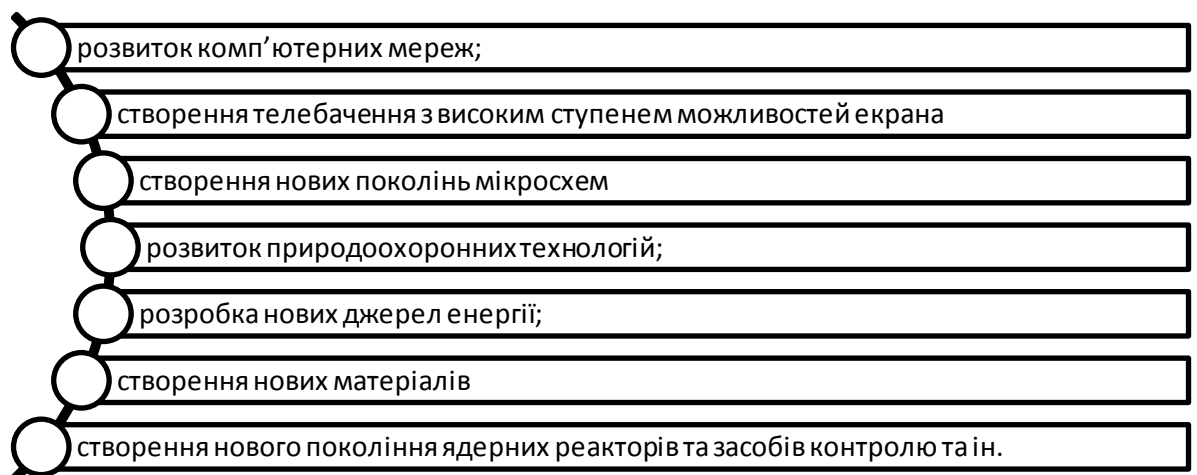 розвиток комп’ютерних мереж;
створення телебачення з високим ступенем можливостей екрана
створення нових поколінь мікросхем
розвиток природоохоронних технологій;
розробка нових джерел енергії;
створення нових матеріалів
створення нового покоління ядерних реакторів та засобів контролю та ін.